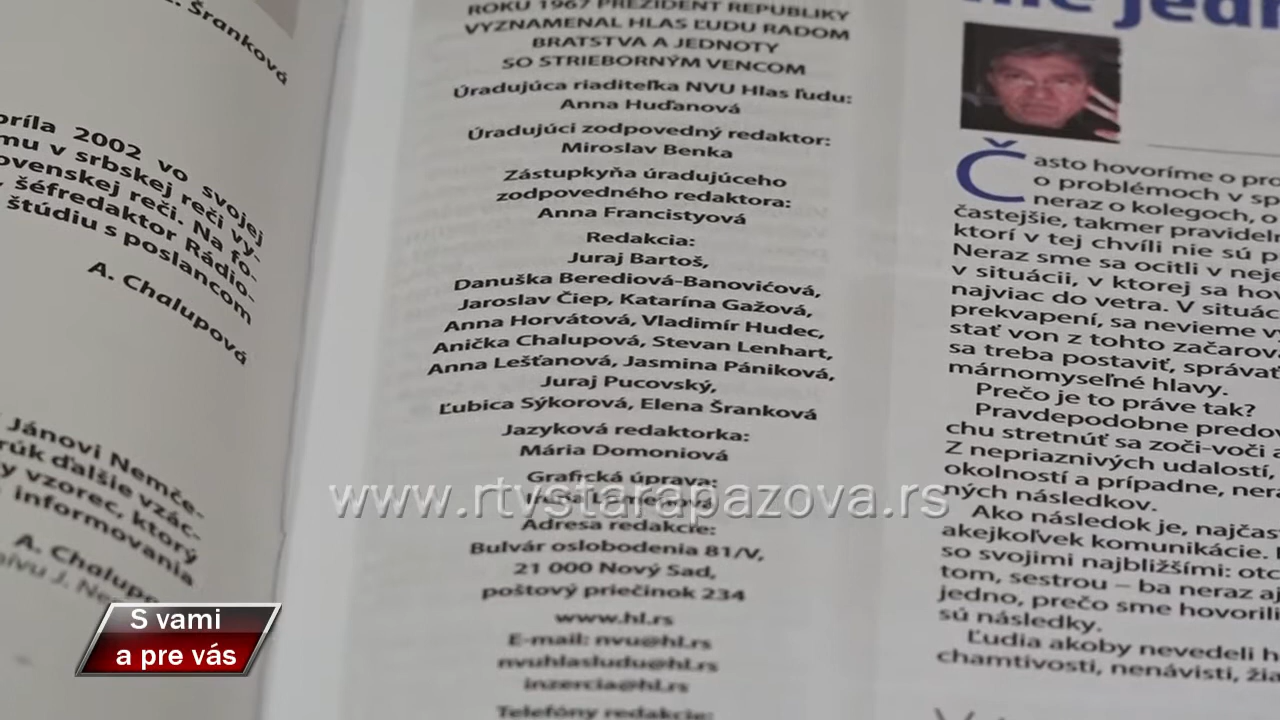 E. Šranková
príla 2002 vo svojej
mu v srbskej reči vy-
ovenskej reči. Na fo-
šéfredaktor Rádio-
štúdiu s poslancom
A. Chalupová
Jánovi Nemče-
rúk ďalšie vzác-
vzorec, ktorý
informovania
A. Chalupo
ROKU 1967 PREZIDENT REPUBLIKY
VYZNAMENAL HLAS ĽUDU RADOM
BRATSTVA A JEDNOTY
SO STRIEBORNÝM VENCOM
Úradujúca riaditeľka NVU Hlas ľudu:
Anna Huďanová
Úradujúci zodpovedný redaktor:
Miroslav Benka
Zástupkyňa úradujúceho
zodpovedného redaktora:
Anna Francistyová
Redakcia:
Juraj Bartoš,
Danuška Berediová-Banovićová,
Jaroslav Čiep, Katarína Gažová,
Anna Horvátová, Vladimír Hudec,
Anička Chalupová, Stevan Lenhart,
Anna Lešťanová, Jasmina Pániková,
Juraj Pucovský,
Ľubica Sýkorová, Elena Šranková
Jazyková redaktorka:
Mária Domoniová
Grafická úprava:
www.rtvstarapazova.rs
Adresa redakcie:
Bulvár oslobodenia 81/V,
21 000 Nový Sad,
poštový priečinok 234
www.hl.rs
E-mail: nvu@hl.rs
nvuhlasludu@hl.rs
inzercia@hl.rs
Telefóny redakcie:
Často hovoríme o pro
o problémoch v sp
neraz o kolegoch, o
častejšie, takmer pravideln
ktorí v tej chvíli nie sú p
Neraz sme sa ocitli v nej
v situácii, v ktorej sa ho
najviac do vetra. V situác
prekvapení, sa nevieme v
stať von z tohto začarova
sa treba postaviť, správať
márnomyseľné hlavy.
Prečo je to práve tak?
Pravdepodobne predov
chu stretnúť sa zoči-voči a
Z nepriaznivých udalostí,
okolností a prípadne, nera
ných následkov.
Ako následok je, najčas
akejkoľvek komunikácie.
so svojimi najbližšími: otc
tom, sestrou – ba neraz aj
jedno, prečo sme hovorili
sú následky.
Ľudia akoby nevedeli h
chamtivosti, nenávisti, žia
S vami
a pre vás